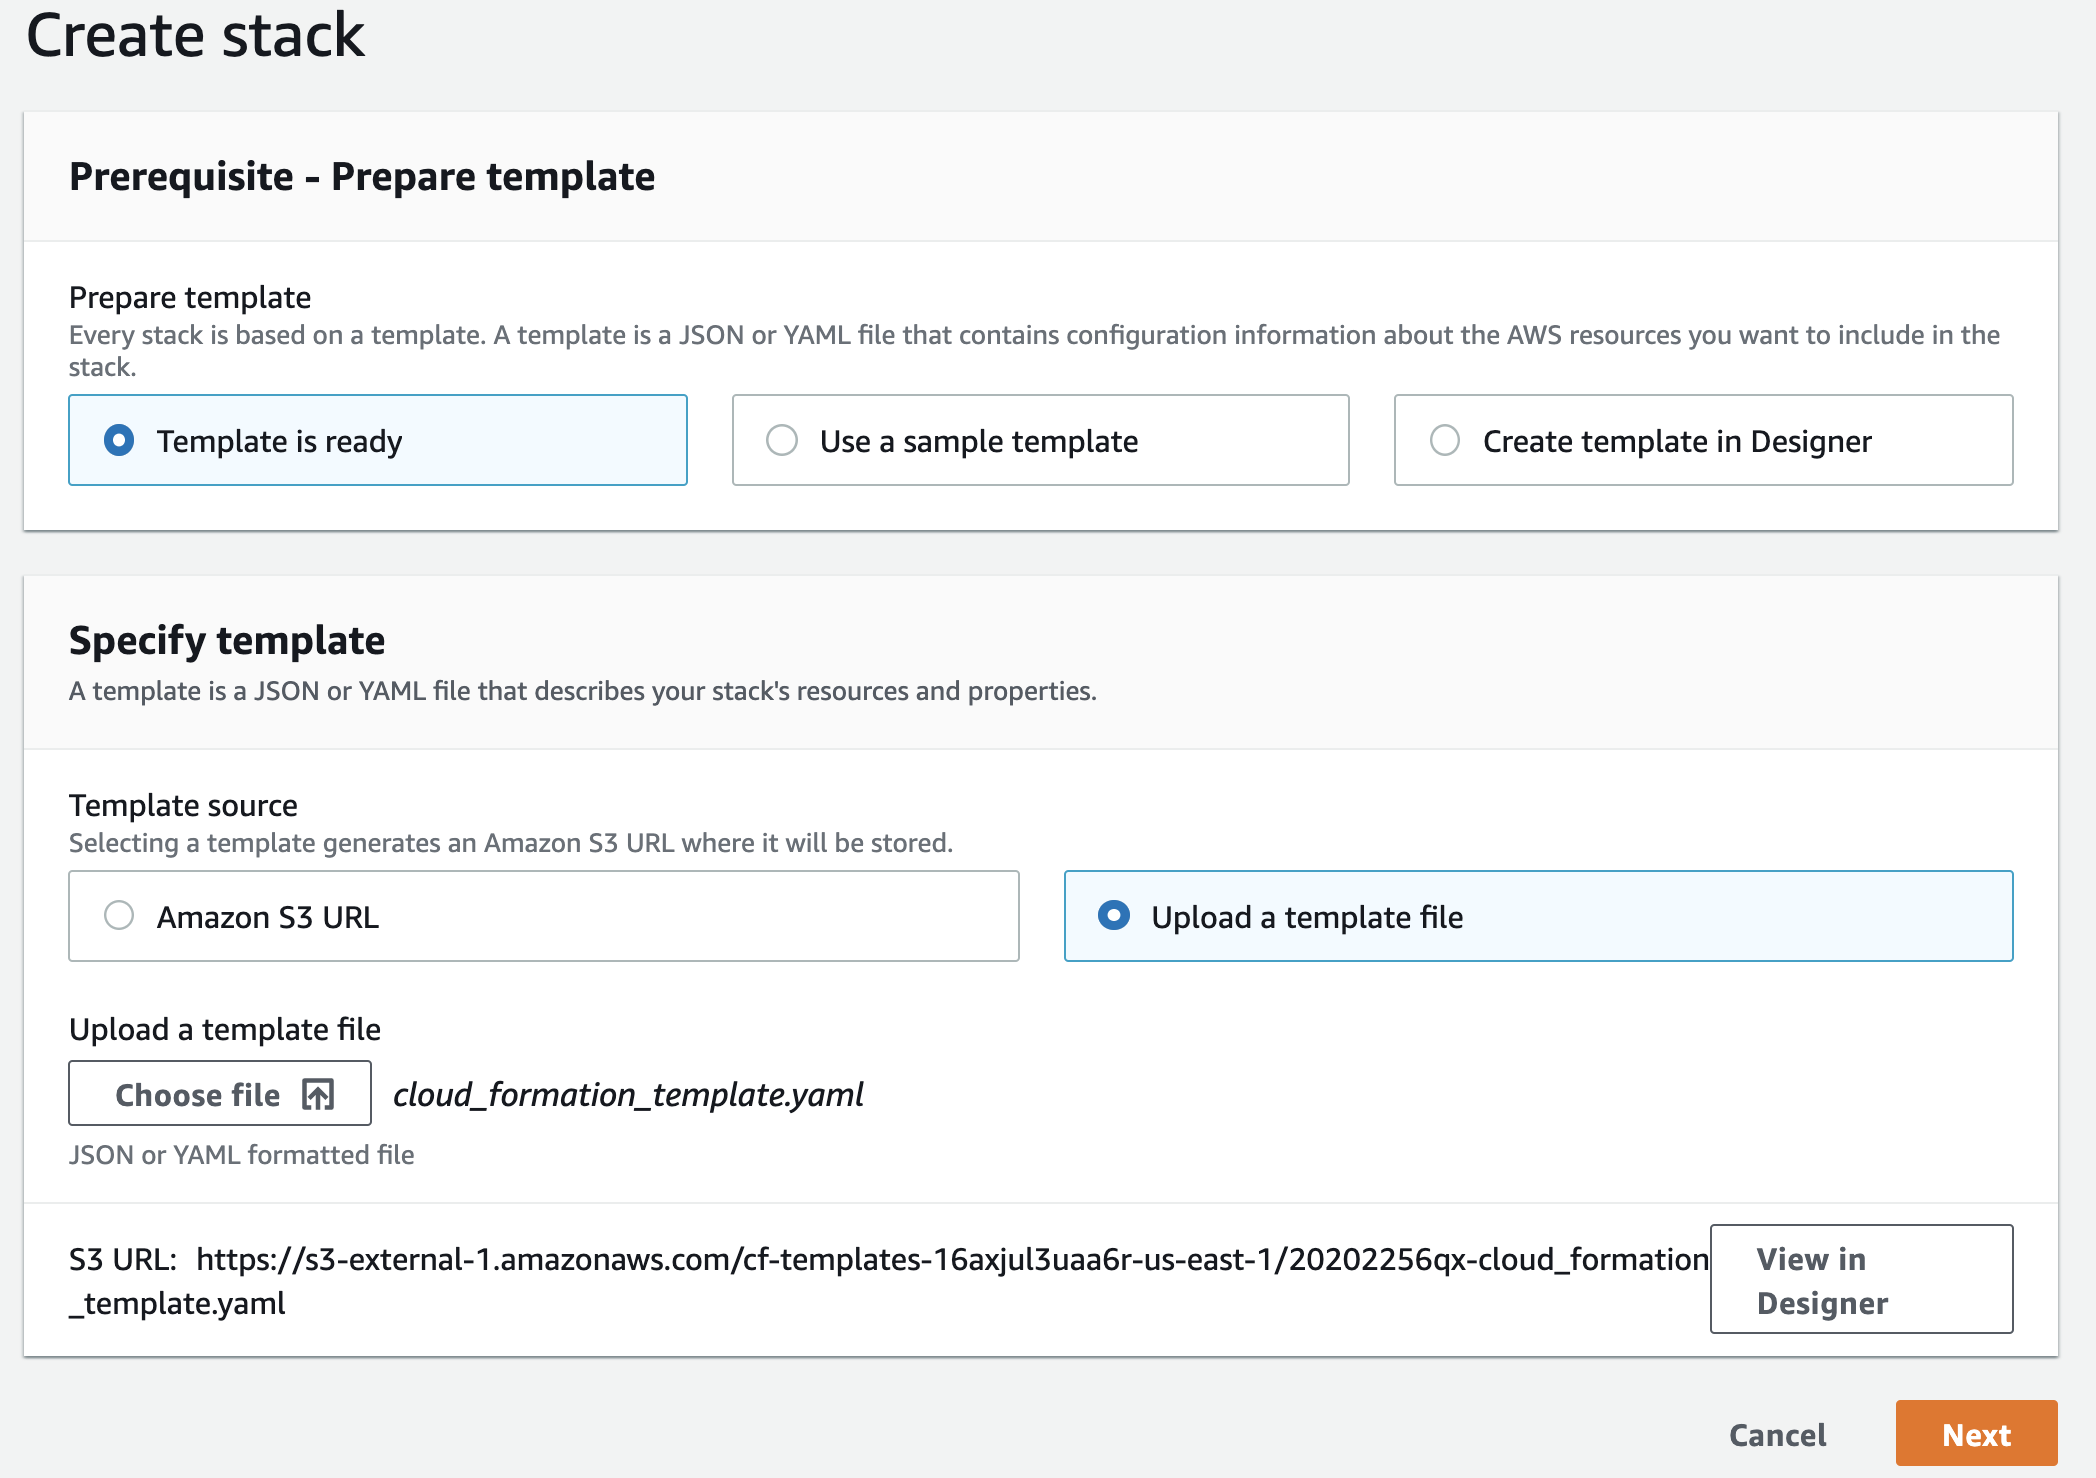 Create stack
Prerequisite - Prepare template
Prepare template
Every stack is based on a template. A template is a JSON or YAML file that contains configuration information about the AWS resources you want to include in the
stack.
Template is ready
Use a sample template
Create template in Designer
Specify template
A template is a JSON or YAML file that describes your stack's resources and properties.
Template source
Selecting a template generates an Amazon S3 URL where it will be stored.
Amazon S3 URL
Upload a template file
Upload a template file
Choose file
cloud_formation_template.yaml
JSON or YAML formatted file
S3 URL: https://s3-external-1.amazonaws.com/cf-templates-16axjul3uaa6r-us-east-1/20202256qx-cloud_formation
_template.yaml
View in
Designer
Cancel
Next